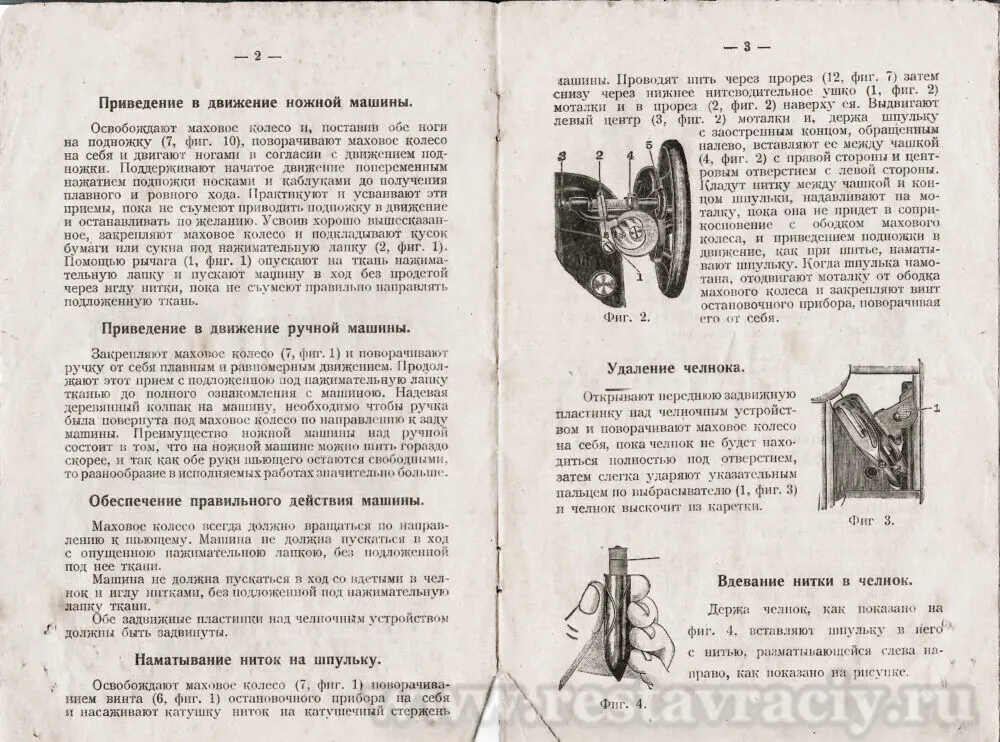 — 2 —
Приведение в движение ножной машины.
Освобождают маховое колесо и, поставив обе ноги
на подножку (7, фиг. 10), поворачивают маховое колесо
на себя и двигают ногами в согласии с движением под-
ножки. Поддерживают начатое движение попеременным
нажатием подножки носками и каблуками до получения
плавного и ровного хода. Практикуют и усваивают эти
приемы, пока не съумеют приводить подножку в движение
и останавливать по желанию. Усвоив хорошо вышесказан-
ное, закрепляют маховое колесо и подкладывают кусок
бумаги или сукна под нажимательную лапку (2, фиг. 1).
Помощью рычага (1, фиг. 1) опускают на ткань нажима-
тельную лапку и пускают машину в ход без продетой
через иглу нитки, пока не съумеют правильно направлять
подложенную ткань.
Приведение в движение ручной машины.
Закрепляют маховое колесо (7, фиг. 1) и поворачивают
ручку от себя плавным и равномерным движением. Продол-
жают этот прием с подложенною под нажимательную лапку
тканью до полного ознакомления с машиною. Надевая
деревянный колпак на машину, необходимо чтобы ручка
была повернута под маховое колесо по направлению к заду
машины. Преимущество ножной машины над ручной
состоит в том, что на ножной машине можно шить гораздо
скорее, и так как обе руки шьющего остаются свободными,
то разнообразие в исполняемых работах значительно больше.
Обеспечение правильного действия машины.
Маховое колесо всегда должно вращаться по направ-
лению к шьющему. Машина не должна пускаться в ход
с опущенною нажимательною лапкою, без подложенной
под нее ткани.
Машина не должна пускаться в ход со вдетыми в чел-
нок и иглу нитками, без подложенной под нажимательную
лапку ткани.
Обе задвижные пластинки над челночным устройством
должны быть задвинуты.
Наматывание ниток на шпульку.
Освобождают маховое колесо (7, фиг. 1) поворачива-
нием винта (6, фиг. 1) остановочного прибора на себя
и насаживают катушку ниток на катушечный стержень
— 3 —
машины. Проводят нить через прорез (12, фиг. 7) затем
снизу через нижнее нитеводительное ушко (1, фиг. 2)
моталки и в прорез (2, фиг. 2) наверху ея. Выдвигают
левый центр (3, фиг. 2) моталки и, держа шпульку
с заостренным концом, обращенным
налево, вставляют ее между чашкой
(4, фиг. 2) с правой стороны и цент-
ровым отверстием с левой стороны.
Кладут нитку между чашкой и кон-
цом шпульки, надавливают на мо-
талку, пока она не придет в сопри-
косновение с ободком махового
колеса, и приведением подножки в
движение, как при шитье, наматы-
вают шпульку. Когда шпулька намо-
тана, отодвигают моталку от ободка
махового колеса и закрепляют винт
остановочного прибора, поворачивая
его от себя.
3 2 4 5
1
Фиг. 2.
Удаление челнока.
Открывают переднюю задвижную
пластинку над челночным устройст-
вом и поворачивают маховое колесо
на себя, пока челнок не будет нахо-
диться полностью под отверстием,
затем слегка ударяют указательным
пальцем по выбрасывателю (1, фиг. 3)
и челнок выскочит из каретки.
1
Фиг 3.
Вдевание нитки в челнок.
Держа челнок, как показано на
фиг. 4, вставляют шпульку в него
с нитью, разматывающейся слева на-
право, как показано на рисунке.
Фиг. 4.
www.restavraciy.ru